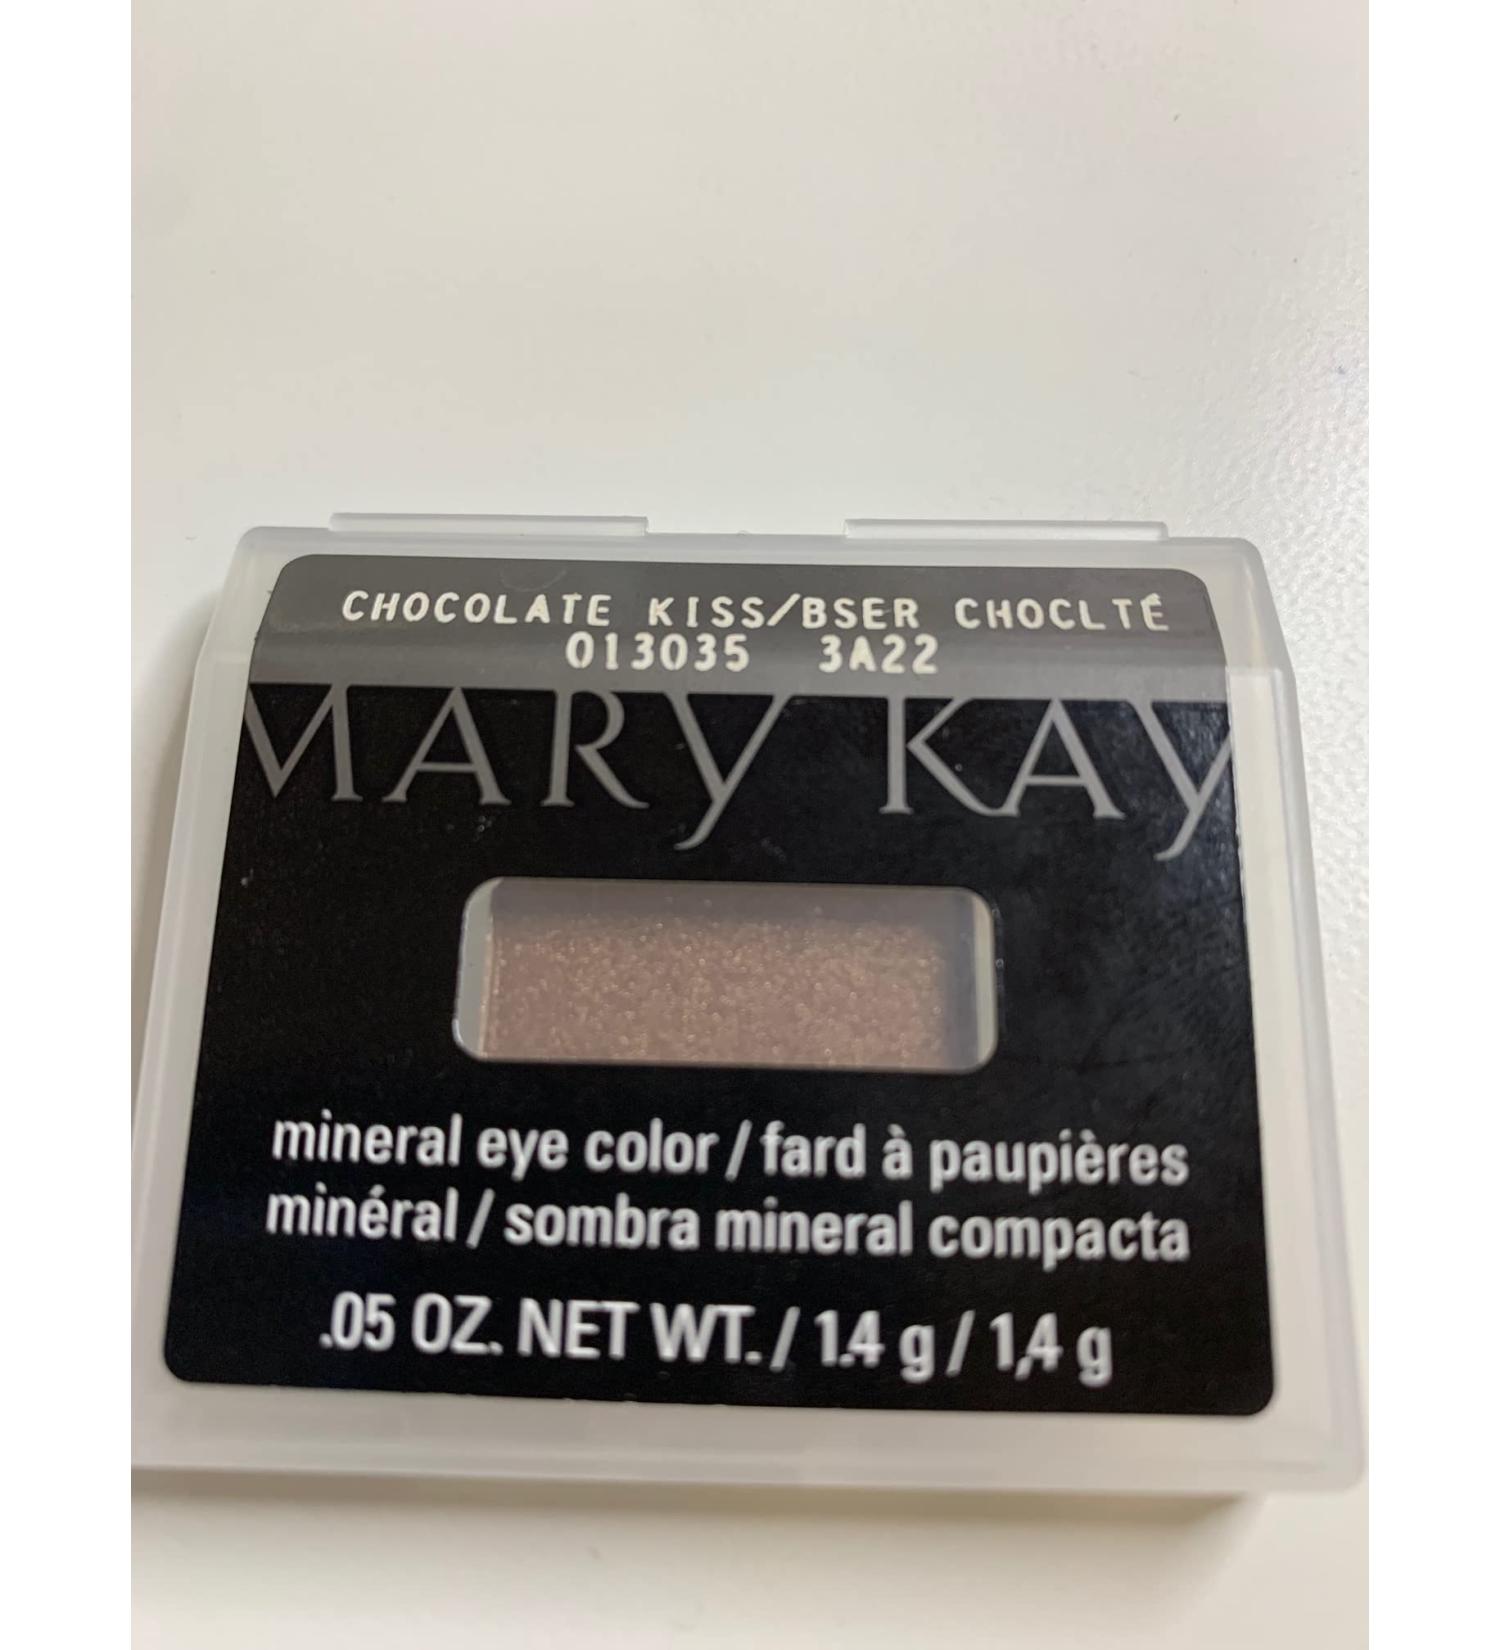 CHOCOLATE KISS/BSER CHOCLTÉ
013035 3A22
MARY KAY
mineral eye color / fard à paupières
minéral / sombra mineral compacta
.05 OZ. NET WT. / 1.4 g / 1,4 g